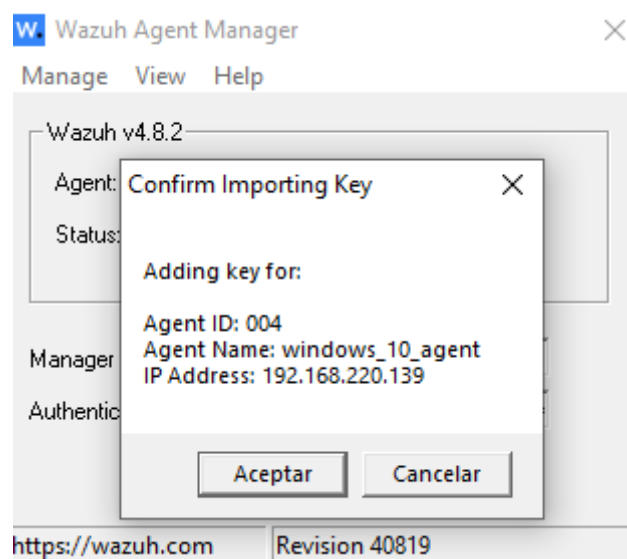 W. Wazuh Agent Manager
Manage View Help
Wazuh v4.8.2
Agent:
Confirm Importing Key
Status:
Adding key for:
Agent ID: 004
Agent Name: windows_10_agent
IP Address: 192.168.220.139
Manager
Authentic
Aceptar Cancelar
https://wazuh.com Revision 40819